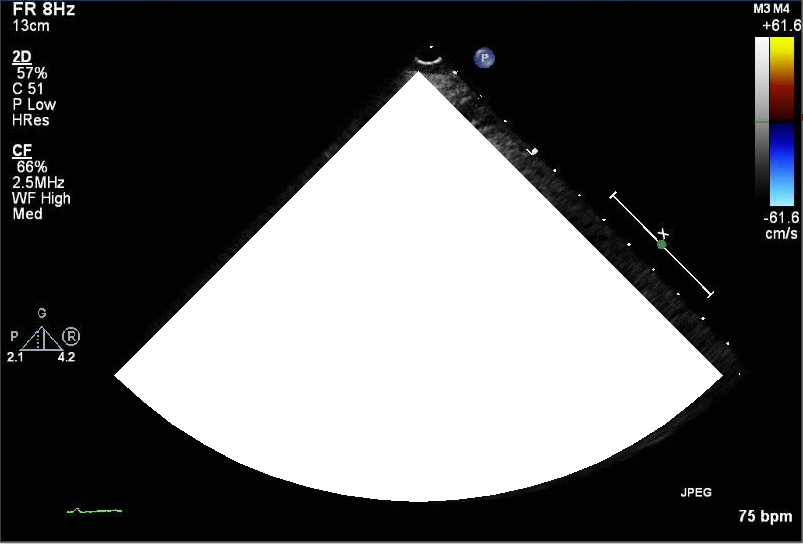 FR 8Hz
13cm
2D
57%
C 51
P Low
HRes
CF
66%
2.5MHz
WF High
Med
G
P R
2.1 4.2
P
M3 M4
+61.6
-61.6
cm/s
JPEG
75 bpm